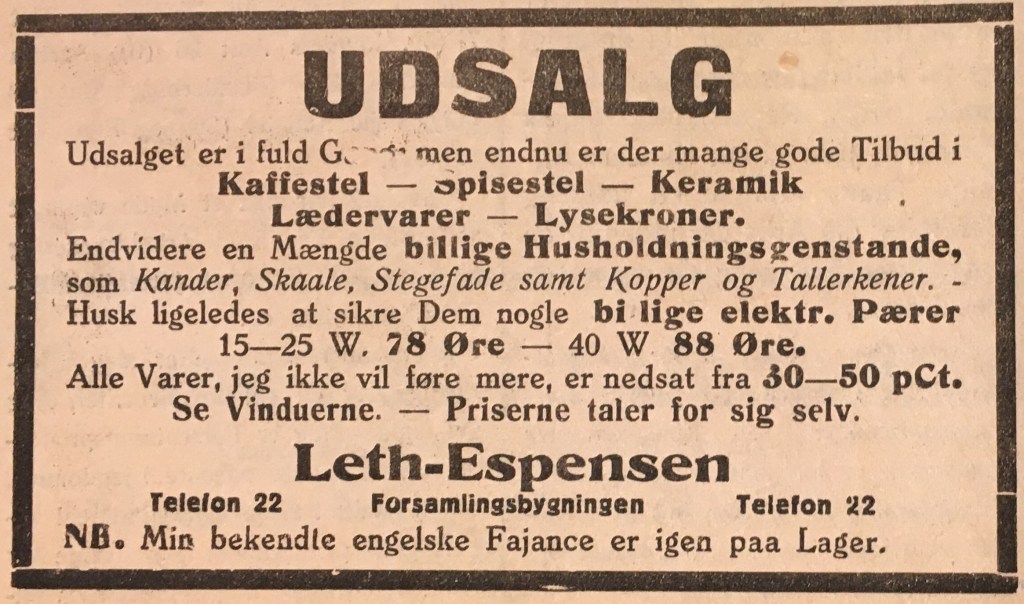 UDSALG
Udsalget er i fuld men endnu er der mange gode Tilbud i
Kaffestel — Spisestel — Keramik
Lædervarer — Lysekroner.
Endvidere en Mængde billige Husholdningsgenstande,
som Kander, Skaale, Stegefade samt Kopper og Tallerkener. -
Husk ligeledes at sikre Dem nogle bi lige elektr. Pærer
15—25 W. 78 Øre — 40 W 88 Øre.
Alle Varer, jeg ikke vil føre mere, er nedsat fra 30—50 pCt.
Se Vinduerne. — Priserne taler for sig selv.
Leth-Espensen
Telefon 22 Forsamlingsbygningen Telefon 22
NB. Min bekendte engelske Fajance er igen paa Lager.